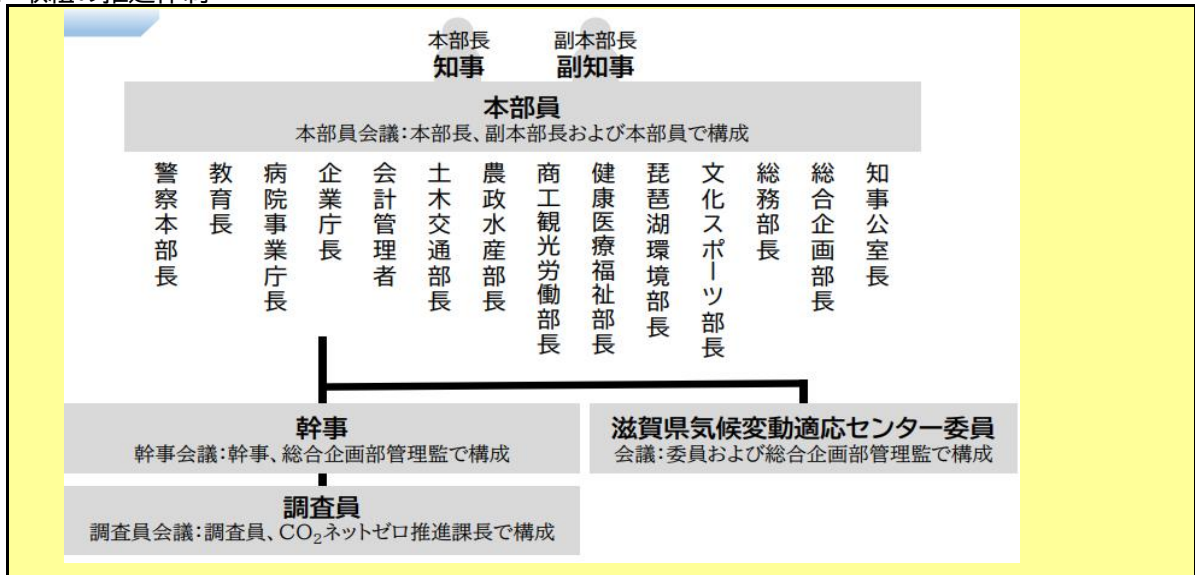 本部長
知事
副本部長
副知事
本部員
本部員会議：本部長、副本部長および本部員で構成
知事公室長
総合企画部長
総務部長
文化スポーツ部長
琵琶湖環境部長
健康医療福祉部長
商工観光労働部長
農政水産部長
土木交通部長
会計管理者
企業庁長
病院事業庁長
教育長
警察本部長
幹事
幹事会議：幹事、総合企画部管理監で構成
滋賀県気候変動適応センター委員
会議：委員および総合企画部管理監で構成
調査員
調査員会議：調査員、CO₂ネットゼロ推進課長で構成